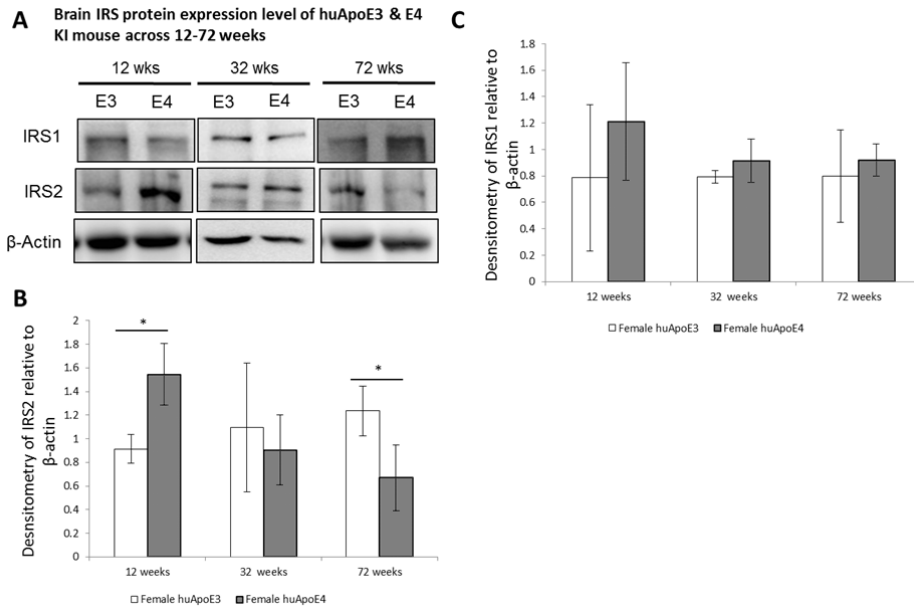 A
Brain IRS protein expression level of huApoE3 & E4
KI mouse across 12-72 weeks
12 wks 32 wks 72 wks
E3 E4 E3 E4 E3 E4
IRS1
IRS2
β-Actin
B
Desnsitometry of IRS2 relative to
β-actin
2
1.8
1.6
1.4
1.2
1
0.8
0.6
0.4
0.2
0
*
*
12 weeks 32 weeks 72 weeks
Female huApoE3 Female huApoE4
C
Desnsitometry of IRS1 relative to
β-actin
1.8
1.6
1.4
1.2
1
0.8
0.6
0.4
0.2
0
12 weeks 32 weeks 72 weeks
Female huApoE3 Female huApoE4